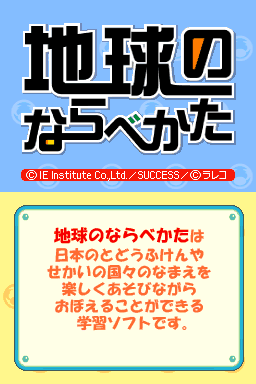 地球の
ならべかた
©IE Institute Co,Ltd.／SUCCESS／©ラレコ
地球のならべかたは
日本のとどうふけんや
せかいの国々のなまえを
楽しくあそびながら
おぼえることができる
学習ソフトです。